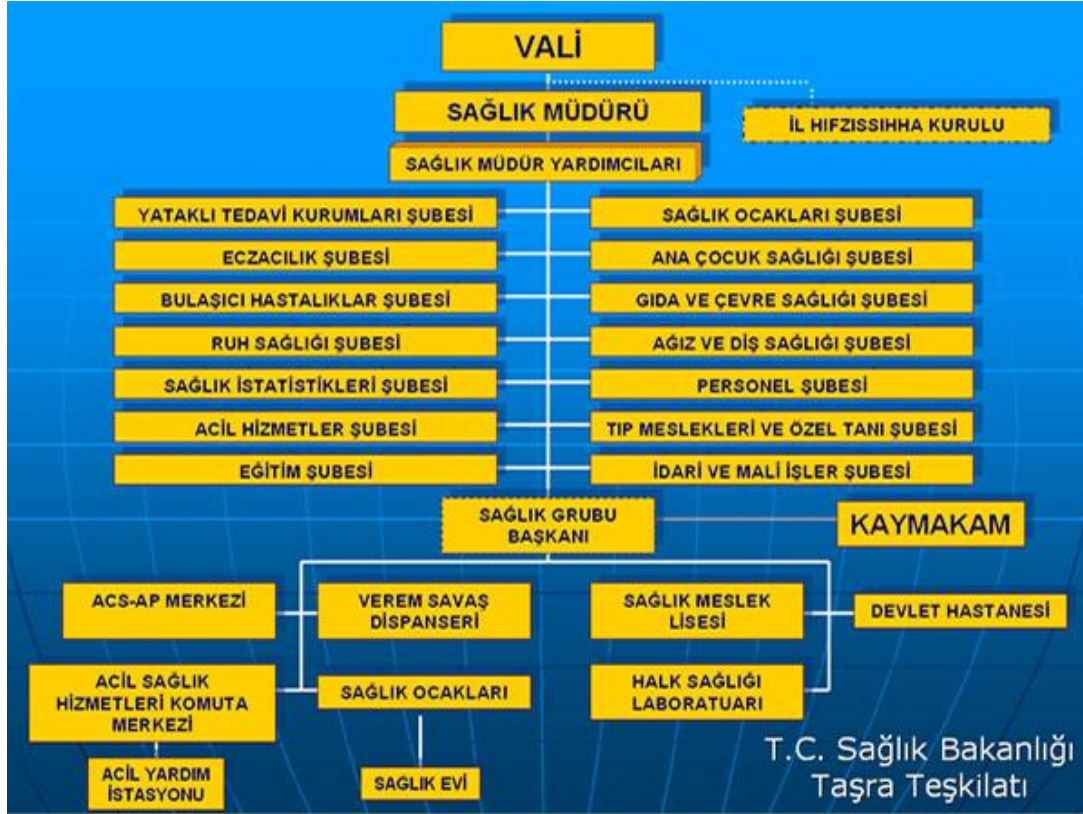 VALİ
SAĞLIK MÜDÜRÜ
İL HIFZISSIHHA KURULU
SAĞLIK MÜDÜR YARDIMCILARI
YATAKLI TEDAVİ KURUMLARI ŞUBESİ
SAĞLIK OCAKLARI ŞUBESİ
ECZACILIK ŞUBESİ
ANA ÇOCUK SAĞLIĞI ŞUBESİ
BULAŞICI HASTALIKLAR ŞUBESİ
GIDA VE ÇEVRE SAĞLIĞI ŞUBESİ
RUH SAĞLIĞI ŞUBESİ
AĞIZ VE DİŞ SAĞLIĞI ŞUBESİ
SAĞLIK İSTATİSTİKLERİ ŞUBESİ
PERSONEL ŞUBESİ
ACİL HİZMETLER ŞUBESİ
TIP MESLEKLERİ VE ÖZEL TANI ŞUBESİ
EĞİTİM ŞUBESİ
İDARİ VE MALİ İŞLER ŞUBESİ
SAĞLIK GRUBU
BAŞKANI
KAYMAKAM
ACS-AP MERKEZİ
VEREM SAVAŞ
DİSPANSERİ
SAĞLIK MESLEK
LİSESİ
DEVLET HASTANESİ
ACİL SAĞLIK
HİZMETLERİ KOMUTA
MERKEZİ
SAĞLIK OCAKLARI
HALK SAĞLIĞI
LABORATUARI
ACİL YARDIM
İSTASYONU
SAĞLIK EVİ
T.C. Sağlık Bakanlığı
Taşra Teşkilatı